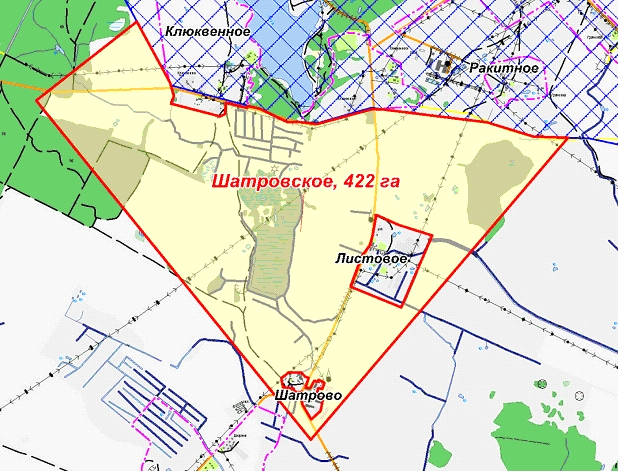 Клюквенное
Ракитное
Шатровское, 422 га
Листовое
Шатрово